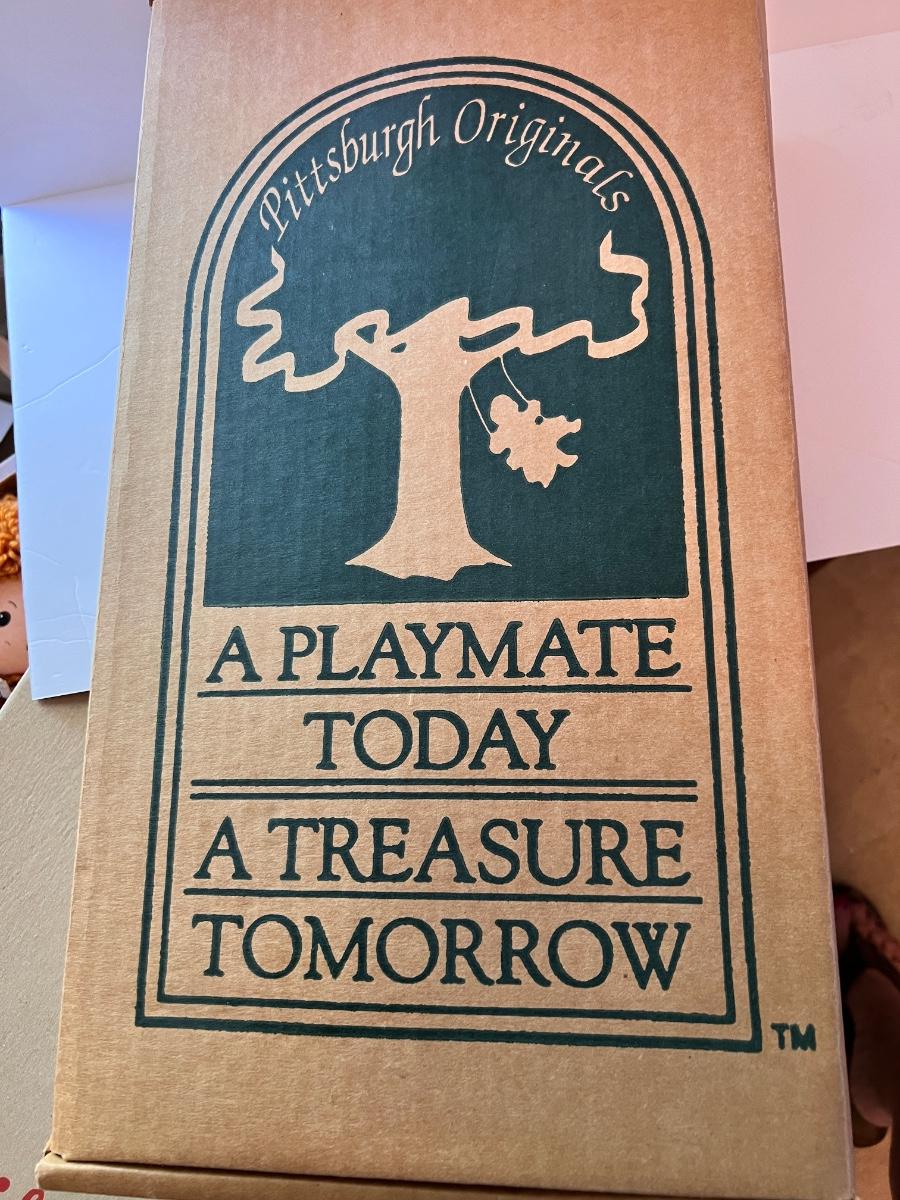 Pittsburgh Originals
A PLAYMATE
TODAY
A TREASURE
TOMORROW
TM